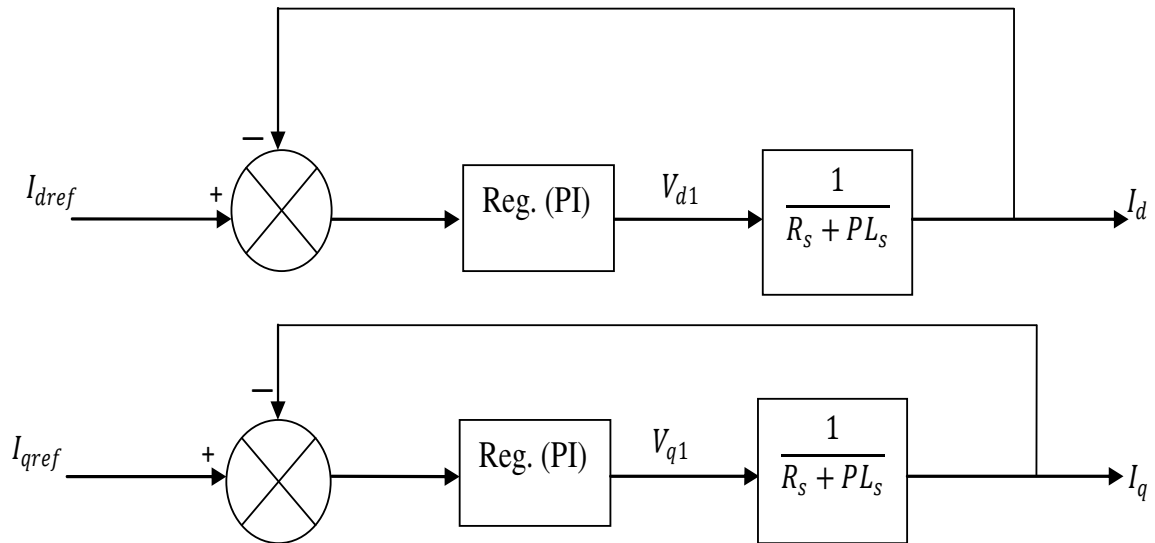 −
I_dref
+
Reg. (PI)
V_d1
1
R_s + PL_s
I_d
−
I_qref
+
Reg. (PI)
V_q1
1
R_s + PL_s
I_q